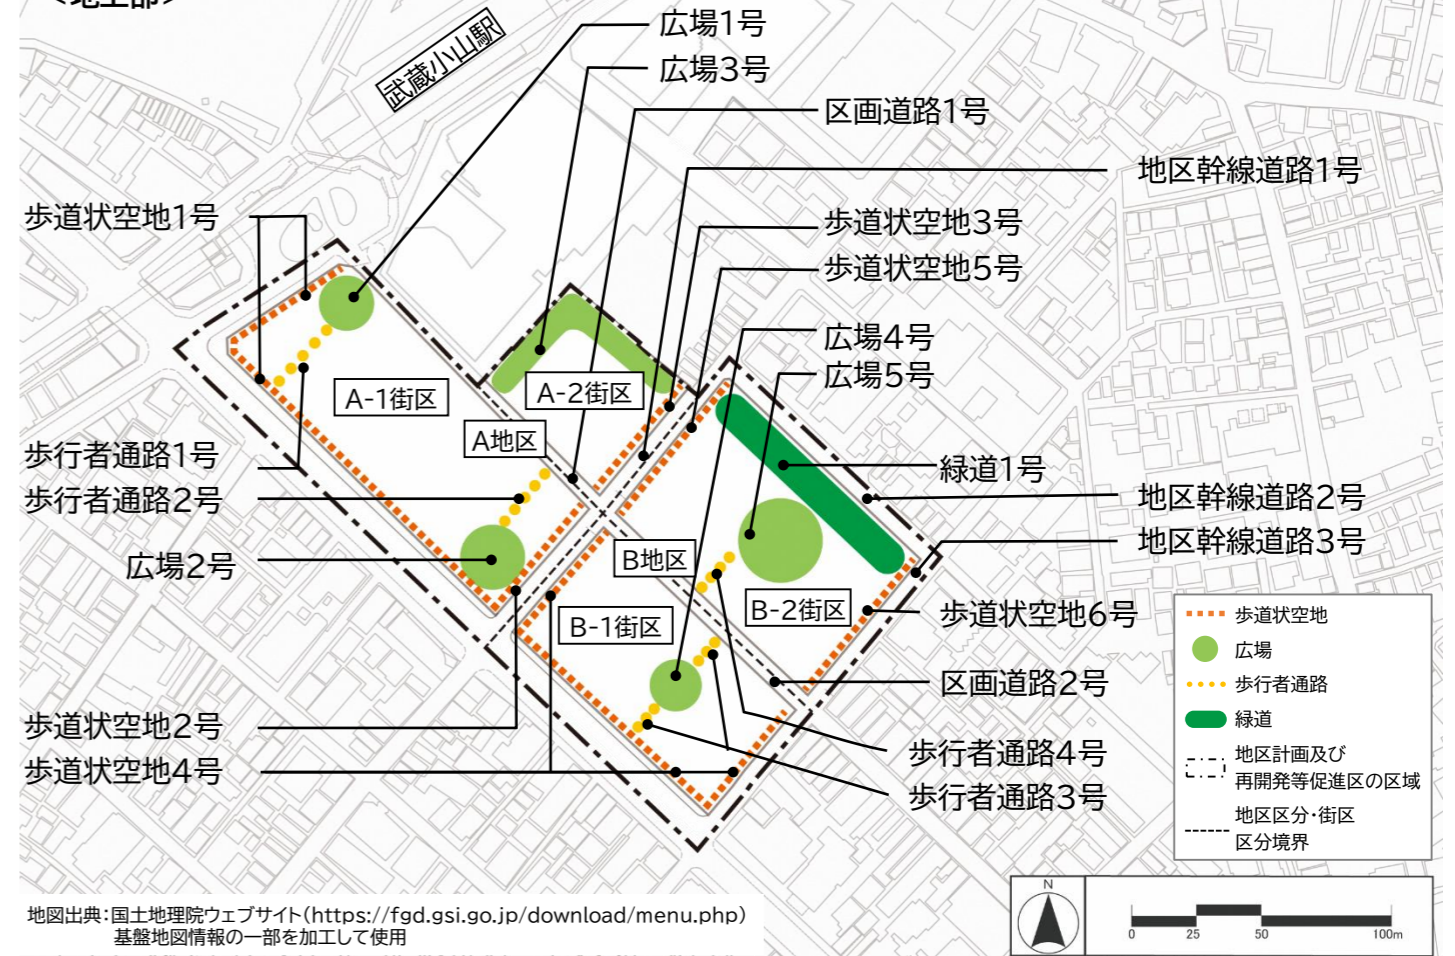 <地上部>
武蔵小山駅
広場1号
広場3号
区画道路1号
地区幹線道路1号
歩道状空地1号
歩道状空地3号
歩道状空地5号
広場4号
広場5号
A-1街区
A-2街区
A地区
歩行者通路1号
歩行者通路2号
緑道1号
地区幹線道路2号
地区幹線道路3号
広場2号
B地区
B-1街区
B-2街区
歩道状空地6号
区画道路2号
歩道状空地2号
歩道状空地4号
歩行者通路4号
歩行者通路3号
歩道状空地
広場
歩行者通路
緑道
地区計画及び
再開発等促進区の区域
地区区分・街区
区分境界
N
0 25 50 100m
地図出典：国土地理院ウェブサイト（https://fgd.gsi.go.jp/download/menu.php）
基盤地図情報の一部を加工して使用